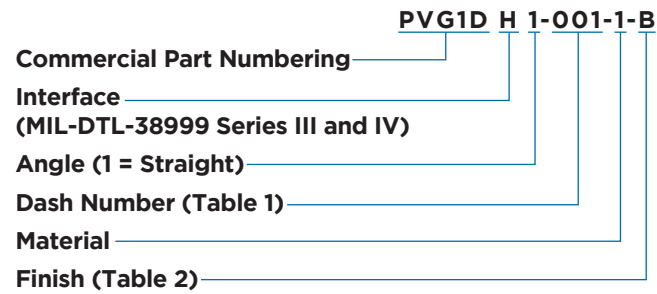 PVG1D H 1-001-1-B
Commercial Part Numbering
Interface
(MIL-DTL-38999 Series III and IV)
Angle (1 = Straight)
Dash Number (Table 1)
Material
Finish (Table 2)